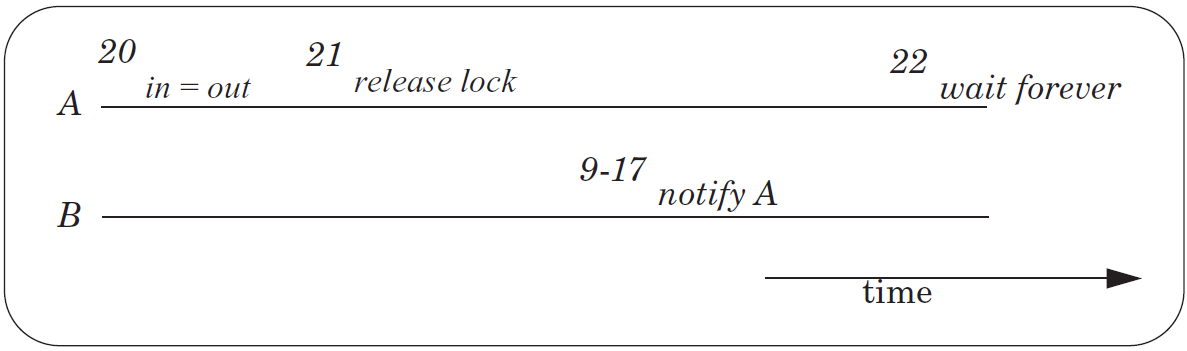 20 in = out 21 release lock 22 wait forever
A
9-17 notify A
B
time